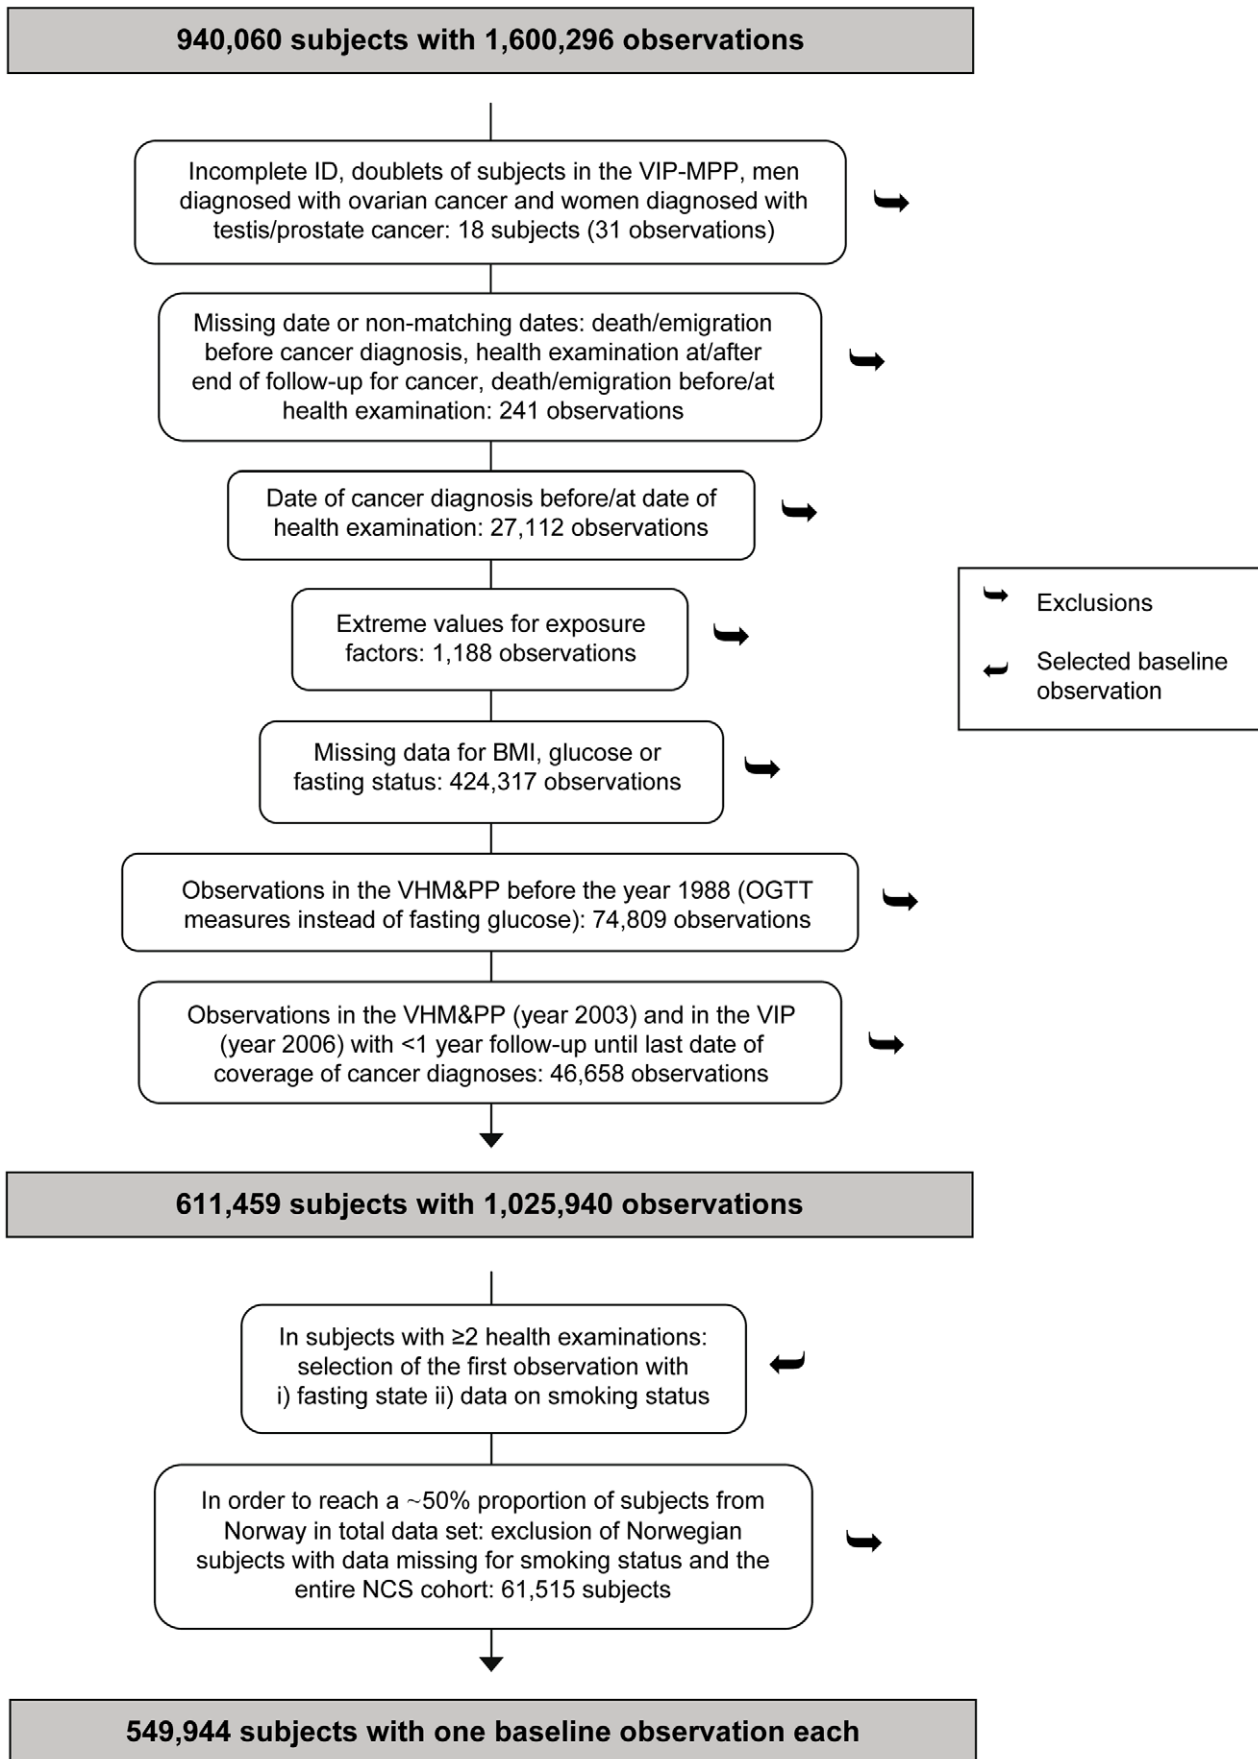 940,060 subjects with 1,600,296 observations
Incomplete ID, doublets of subjects in the VIP-MPP, men
diagnosed with ovarian cancer and women diagnosed with
testis/prostate cancer: 18 subjects (31 observations)
Missing date or non-matching dates: death/emigration
before cancer diagnosis, health examination at/after
end of follow-up for cancer, death/emigration before/at
health examination: 241 observations
Date of cancer diagnosis before/at date of
health examination: 27,112 observations
Extreme values for exposure
factors: 1,188 observations
Exclusions
Selected baseline
observation
Missing data for BMI, glucose or
fasting status: 424,317 observations
Observations in the VHM&PP before the year 1988 (OGTT
measures instead of fasting glucose): 74,809 observations
Observations in the VHM&PP (year 2003) and in the VIP
(year 2006) with <1 year follow-up until last date of
coverage of cancer diagnoses: 46,658 observations
611,459 subjects with 1,025,940 observations
In subjects with ≥2 health examinations:
selection of the first observation with
i) fasting state ii) data on smoking status
In order to reach a ~50% proportion of subjects from
Norway in total data set: exclusion of Norwegian
subjects with data missing for smoking status and the
entire NCS cohort: 61,515 subjects
549,944 subjects with one baseline observation each